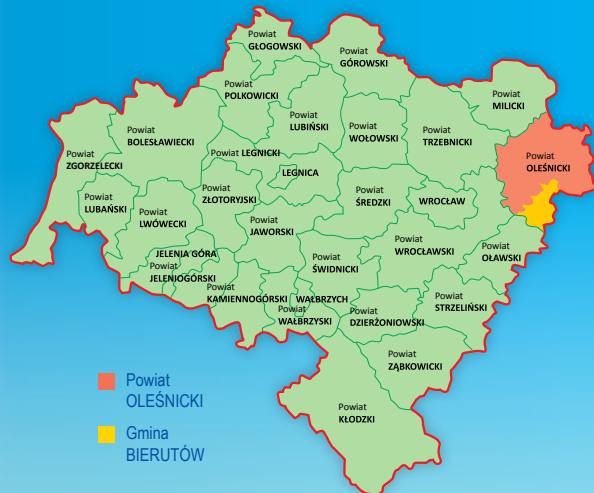 Powiat
GŁOGOWSKI
Powiat
GÓROWSKI
Powiat
POLKOWICKI
Powiat
MILICKI
Powiat
LUBIŃSKI
Powiat
BOLESŁAWIECKI
Powiat
WOŁOWSKI
Powiat
TRZEBNICKI
Powiat
ZGORZELECKI
Powiat LEGNICKI
Powiat
OLEŚNICKI
LEGNICA
Powiat
ZŁOTORYJSKI
Powiat
ŚREDZKI
WROCŁAW
Powiat
LUBAŃSKI
Powiat
LWÓWECKI
Powiat
JAWORSKI
Powiat
WROCŁAWSKI
Powiat
OŁAWSKI
JELENIA GÓRA
Powiat
JELENIOGÓRSKI
Powiat
ŚWIDNICKI
Powiat
KAMIENNOGÓRSKI
WAŁBRZYCH
Powiat
STRZELIŃSKI
Powiat
WAŁBRZYSKI
Powiat
DZIERŻONIOWSKI
Powiat
ZĄBKOWICKI
Powiat
KŁODZKI
Powiat
OLEŚNICKI
Gmina
BIERUTÓW